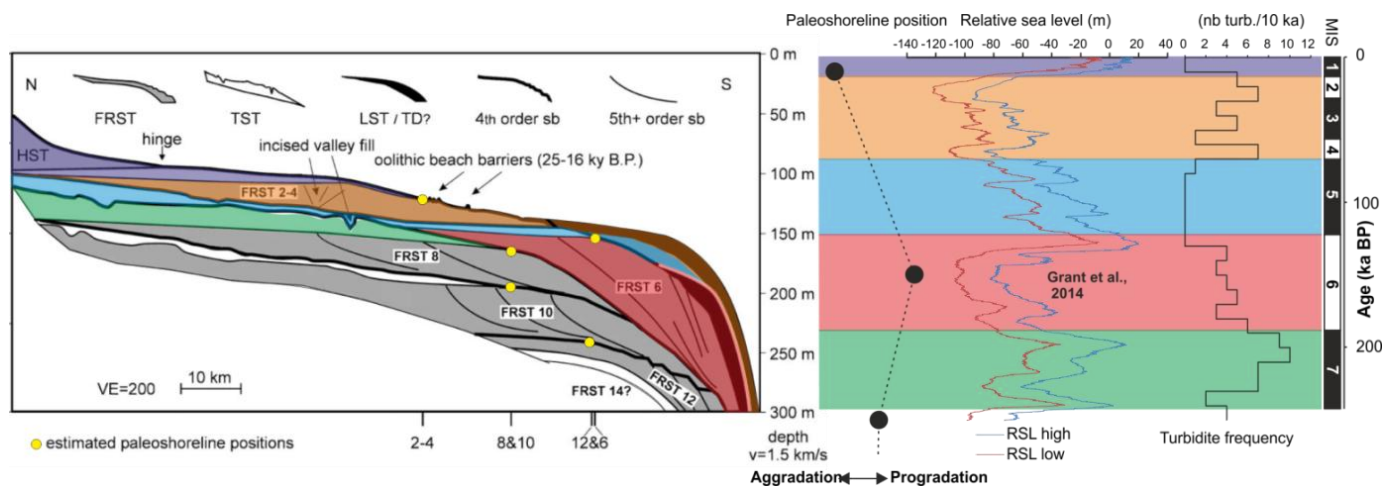 Paleoshoreline position
Relative sea level (m)
(nb turb./10 ka)
MIS
-140 -120 -100 -80 -60 -40 -20 0 20 40
0 2 4 6 8 10 12
0 m
50 m
100 m
150 m
200 m
250 m
300 m
N
S
FRST
TST
LST / TD?
4th order sb
5th+ order sb
hinge
incised valley fill
oolithic beach barriers (25-16 ky B.P.)
HST
FRST 2-4
FRST 8
FRST 6
FRST 10
FRST 12
FRST 14?
VE=200
10 km
estimated paleoshoreline positions
2-4
8&10
12&6
depth
v=1.5 km/s
Aggradation
Progradation
Grant et al.,
2014
RSL high
RSL low
Turbidite frequency
1
2
3
4
5
6
7
0
100
200
Age (ka BP)